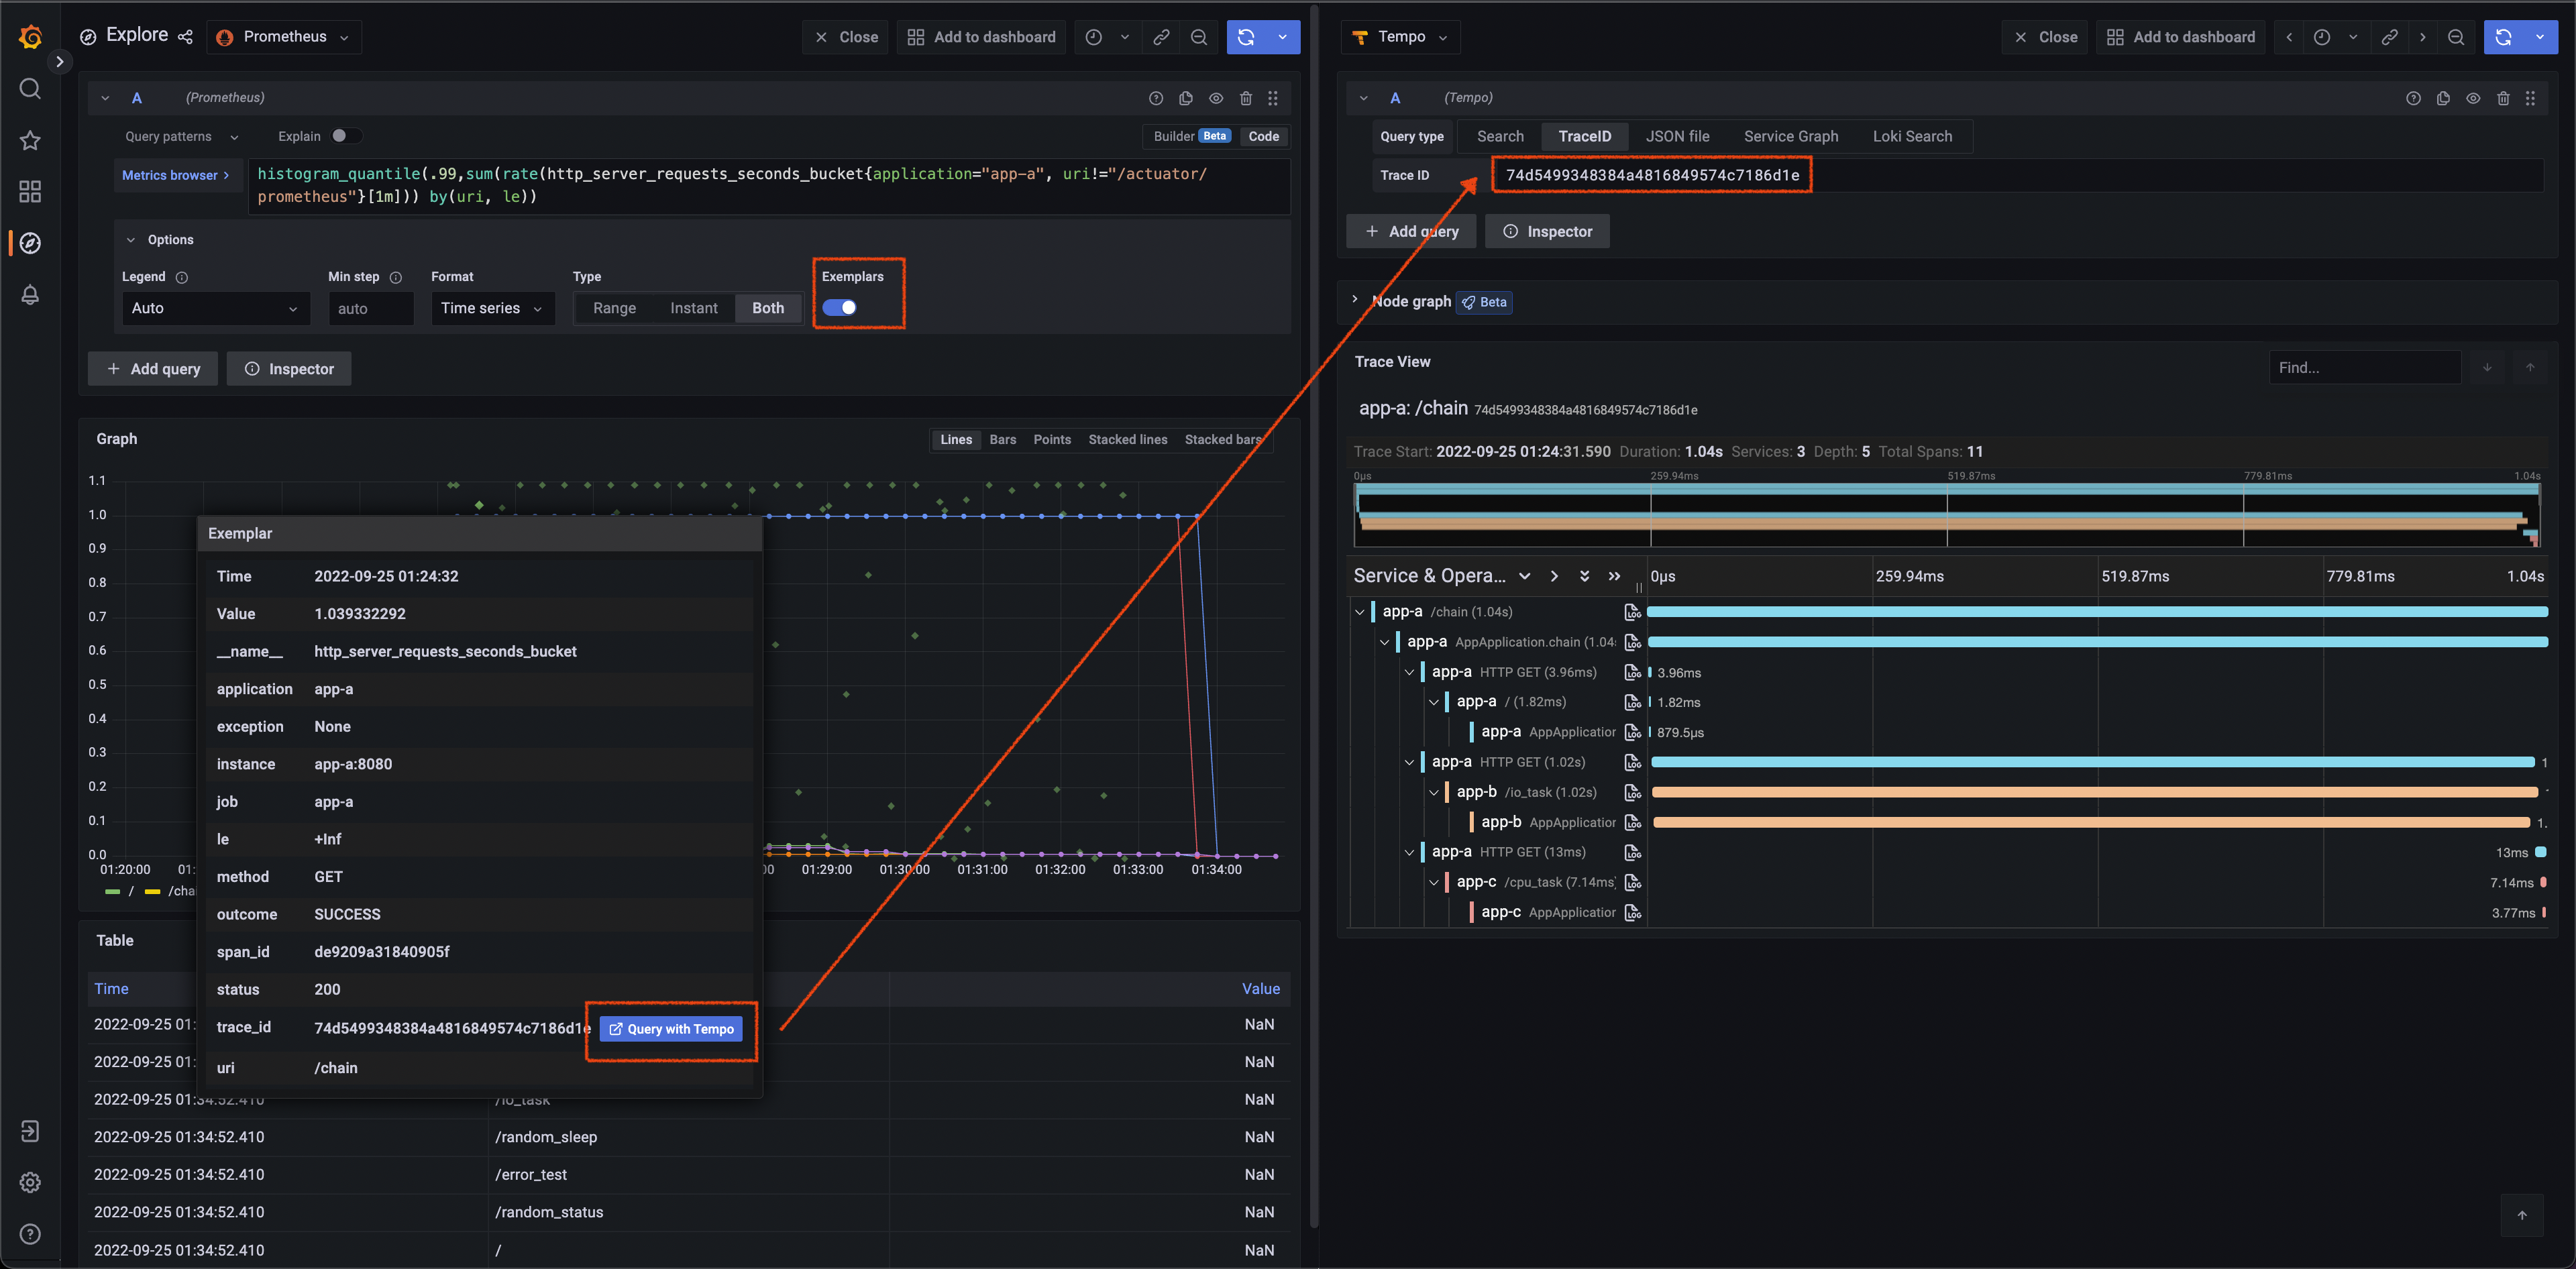 Explore
Prometheus
Close
Add to dashboard
A
(Prometheus)
Query patterns
Explain
Builder
Beta
Code
Metrics browser
histogram_quantile(.99,sum(rate(http_server_requests_seconds_bucket{application="app-a", uri!="/actuator/
prometheus"}[1m])) by(uri, le))
Options
Legend
Min step
Format
Type
Exemplars
Auto
auto
Time series
Range
Instant
Both
+ Add query
Inspector
Graph
Lines
Bars
Points
Stacked lines
Stacked bars
1.1
1.0
0.9
0.8
0.7
0.6
0.5
0.4
0.3
0.2
0.1
0.0
01:20:00
01:
00
01:29:00
01:30:00
01:31:00
01:32:00
01:33:00
01:34:00
/
/cha
Exemplar
Time 2022-09-25 01:24:32
Value 1.039332292
__name__ http_server_requests_seconds_bucket
application app-a
exception None
instance app-a:8080
job app-a
le +Inf
method GET
outcome SUCCESS
span_id de9209a31840905f
status 200
trace_id 74d5499348384a4816849574c7186d1e Query with Tempo
uri /chain
Table
Time Value
2022-09-25 01: NaN
2022-09-25 01: NaN
2022-09-25 01:34:52.410 /io_task NaN
2022-09-25 01:34:52.410 /random_sleep NaN
2022-09-25 01:34:52.410 /error_test NaN
2022-09-25 01:34:52.410 /random_status NaN
2022-09-25 01:34:52.410 / NaN
Tempo
Close
Add to dashboard
A
(Tempo)
Query type
Search
TraceID
JSON file
Service Graph
Loki Search
Trace ID
74d5499348384a4816849574c7186d1e
+ Add query
Inspector
Node graph
Beta
Trace View
Find...
app-a: /chain 74d5499348384a4816849574c7186d1e
Trace Start: 2022-09-25 01:24:31.590 Duration: 1.04s Services: 3 Depth: 5 Total Spans: 11
0μs 259.94ms 519.87ms 779.81ms 1.04s
Service & Opera... 0μs 259.94ms 519.87ms 779.81ms 1.04s
app-a /chain (1.04s) LOG
app-a AppApplication.chain (1.04s LOG
app-a HTTP GET (3.96ms) LOG 3.96ms
app-a / (1.82ms) LOG 1.82ms
app-a AppApplication LOG 879.5μs
app-a HTTP GET (1.02s) LOG 1
app-b /io_task (1.02s) LOG
app-b AppApplication LOG 1.
app-a HTTP GET (13ms) LOG 13ms
app-c /cpu_task (7.14ms) LOG 7.14ms
app-c AppApplication LOG 3.77ms